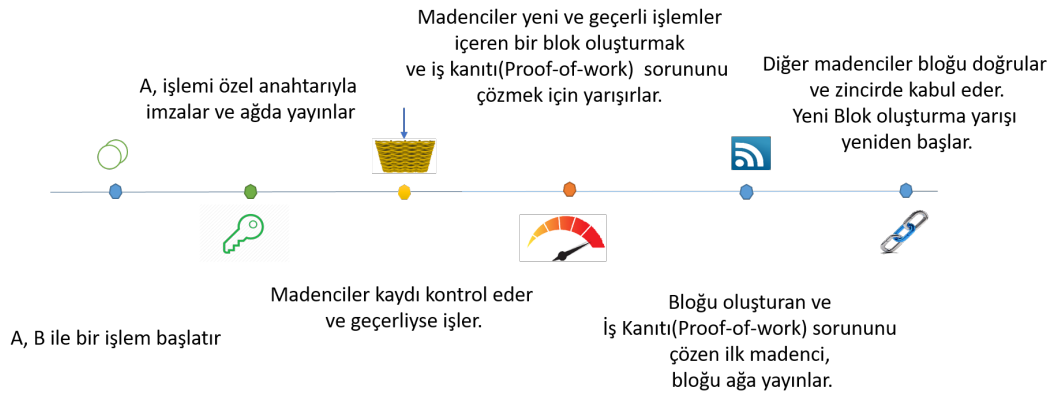 A, B ile bir işlem başlatır
A, işlemi özel anahtarıyla
imzalar ve ağda yayınlar
Madenciler kaydı kontrol eder
ve geçerliyse işler.
Madenciler yeni ve geçerli işlemler
içeren bir blok oluşturmak
ve iş kanıtı(Proof-of-work) sorununu
çözmek için yarışırlar.
Bloğu oluşturan ve
İş Kanıtı(Proof-of-work) sorununu
çözen ilk madenci,
bloğu ağa yayınlar.
Diğer madenciler bloğu doğrular
ve zincirde kabul eder.
Yeni Blok oluşturma yarışı
yeniden başlar.